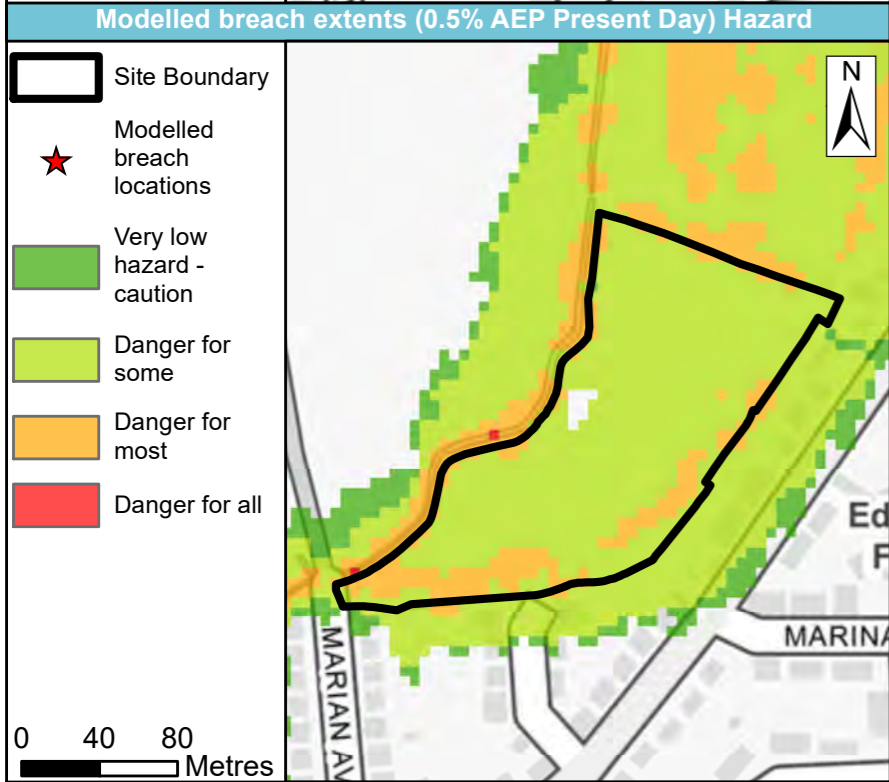 Modelled breach extents (0.5% AEP Present Day) Hazard
Site Boundary
Modelled
breach
locations
Very low
hazard -
caution
Danger for
some
Danger for
most
Danger for all
0 40 80
Metres
N
Ed
F
MARINA
MARIAN AV